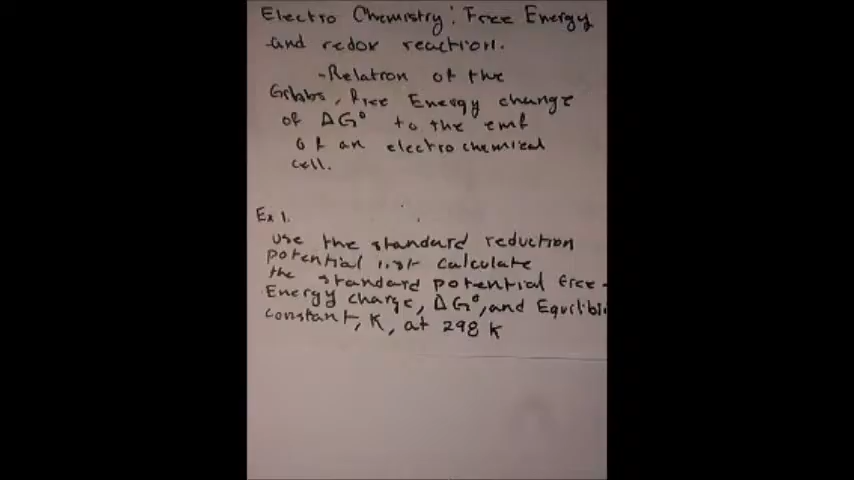 Electro Chemistry: Free Energy
and redox reaction.
-Relation of the
Gibbs, Free Energy change
of ΔG° to the emf
of an electrochemical
cell.
Ex 1.
use the standard reduction
potential list calculate
the standard potential free-
Energy charge, ΔG°, and Equilibi
constant, K, at 298 K